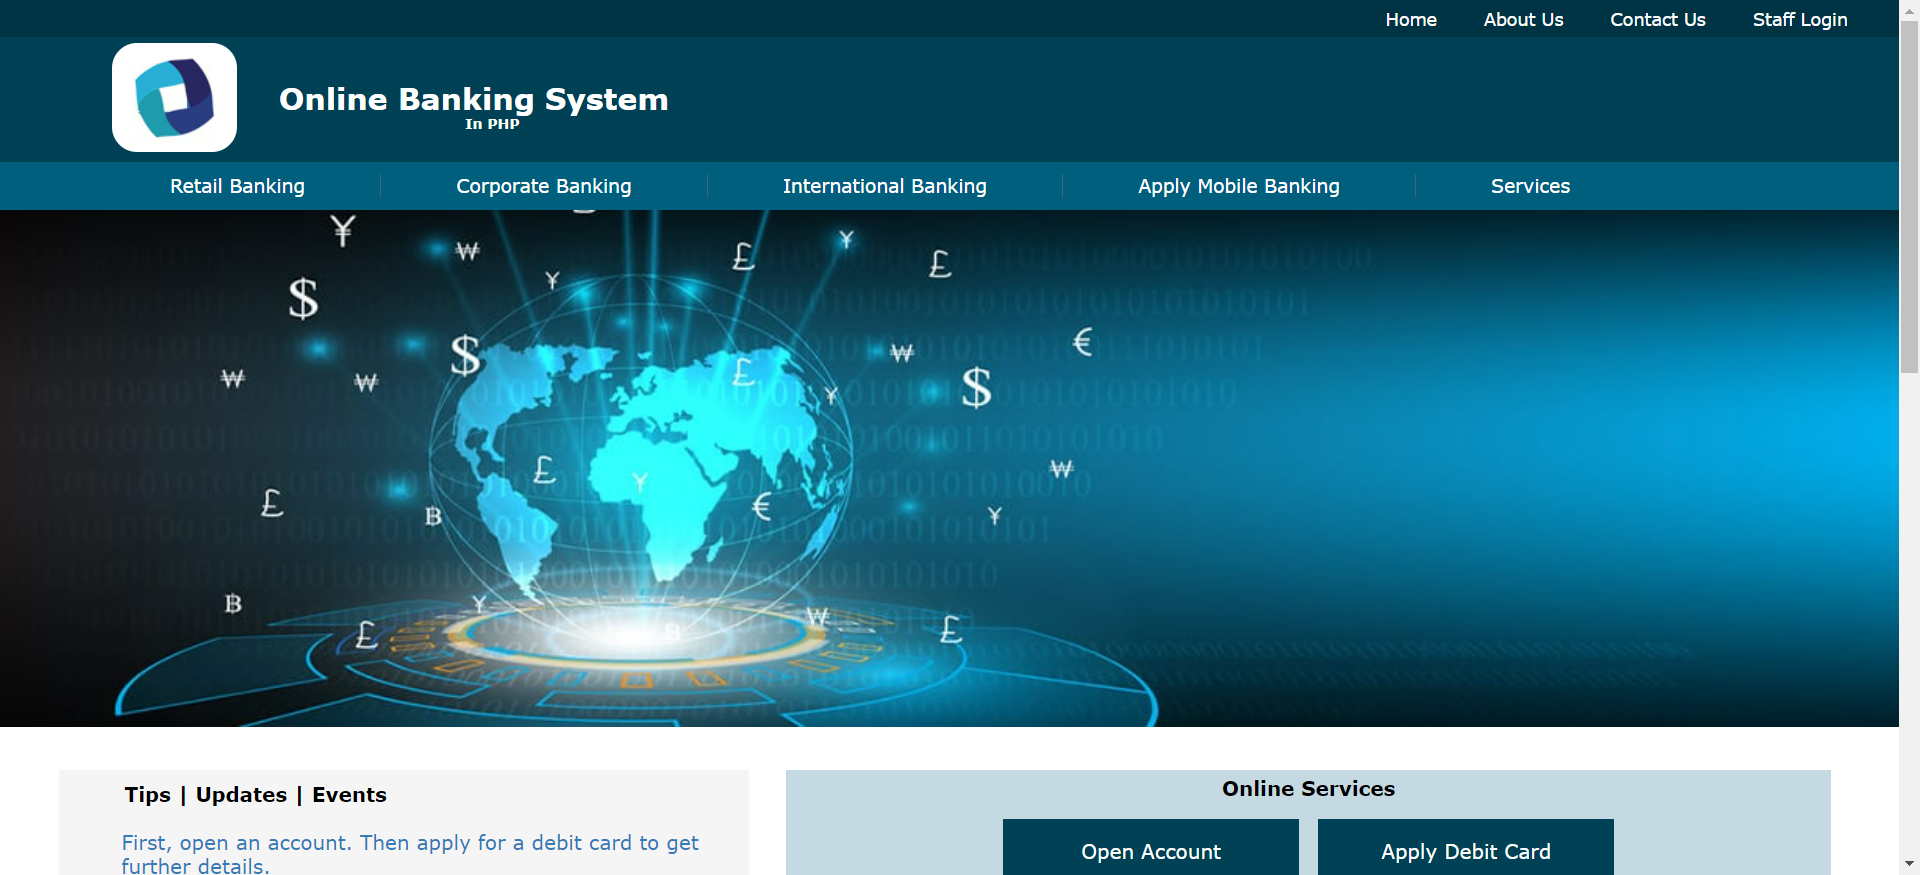 Home About Us Contact Us Staff Login
Online Banking System
In PHP
Retail Banking Corporate Banking International Banking Apply Mobile Banking Services
Tips | Updates | Events
First, open an account. Then apply for a debit card to get
further details.
Online Services
Open Account Apply Debit Card